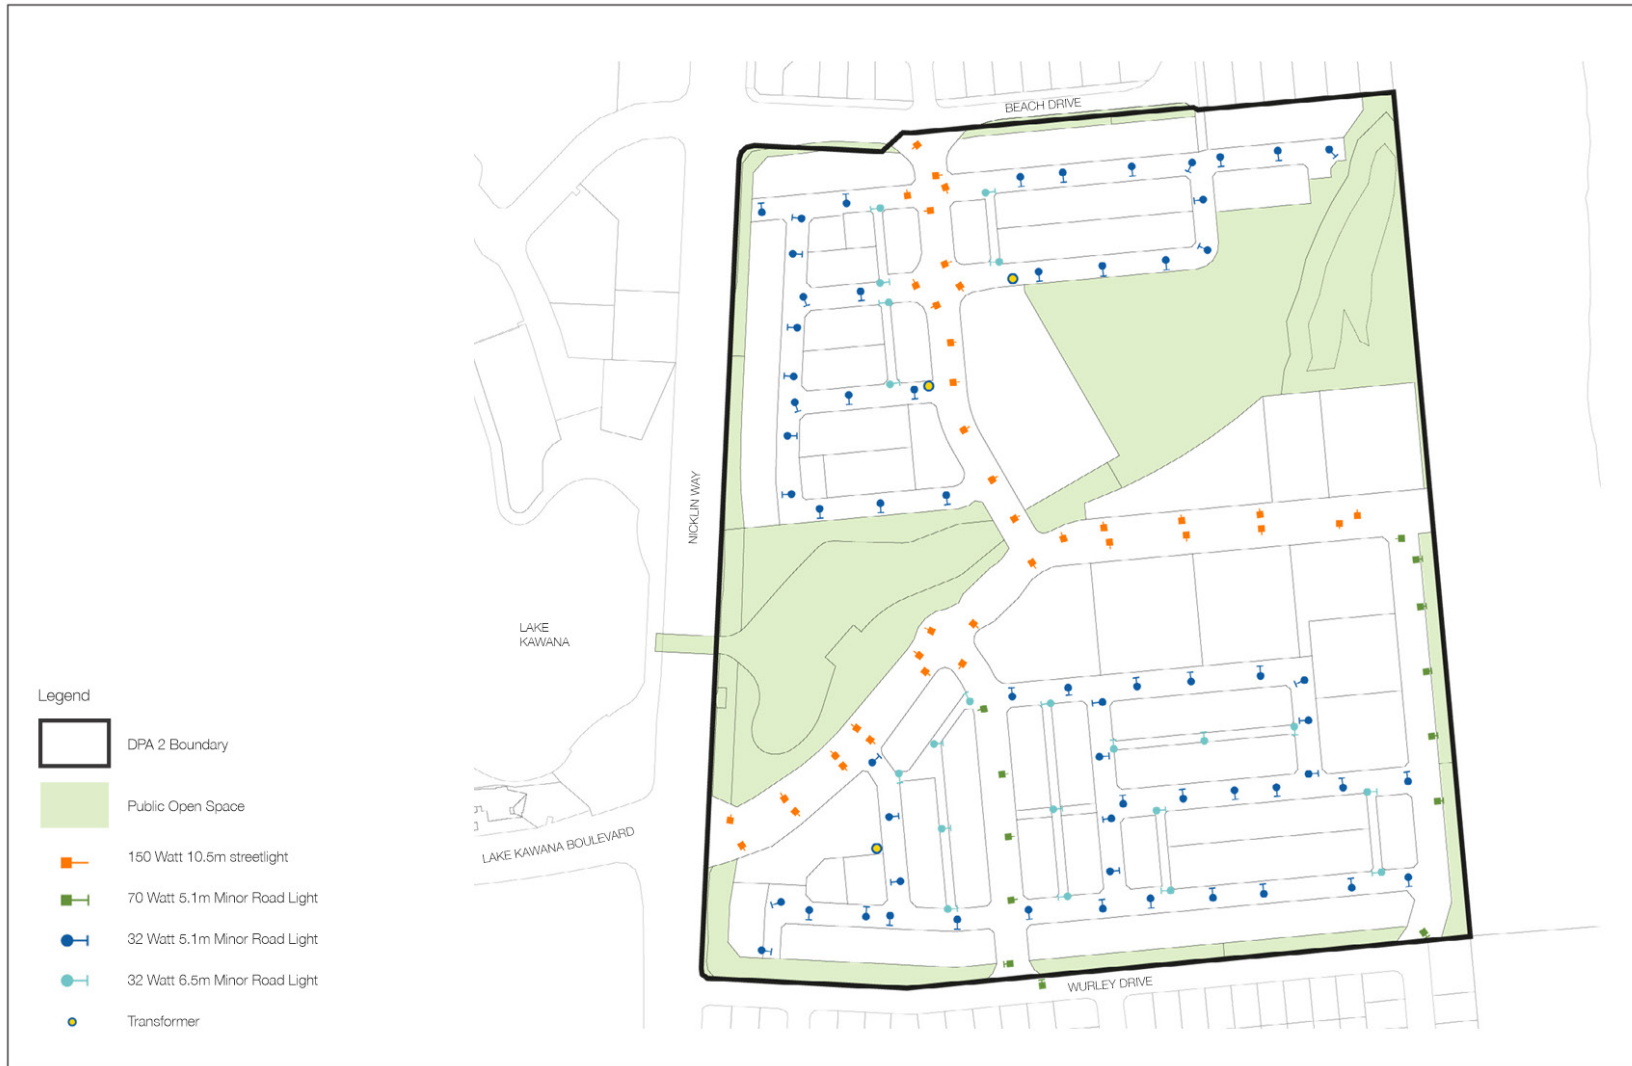 BEACH DRIVE
NICKLIN WAY
LAKE
KAWANA
LAKE KAWANA BOULEVARD
WURLEY DRIVE
Legend
DPA 2 Boundary
Public Open Space
150 Watt 10.5m streetlight
70 Watt 5.1m Minor Road Light
32 Watt 5.1m Minor Road Light
32 Watt 6.5m Minor Road Light
Transformer